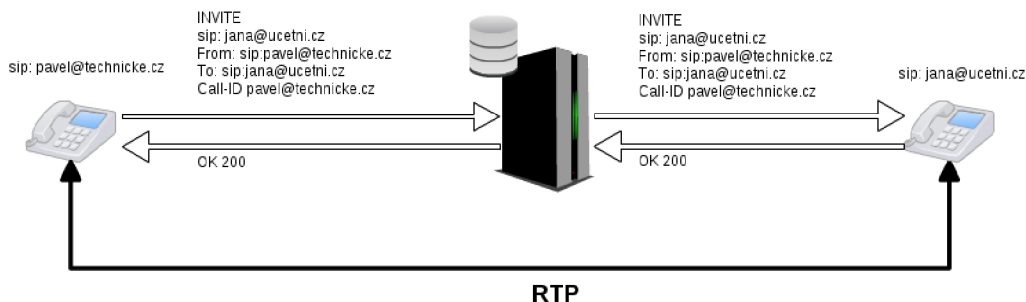 INVITE
sip: jana@ucetni.cz
From: sip:pavel@technicke.cz
To: sip:jana@ucetni.cz
Call-ID pavel@technicke.cz
INVITE
sip: jana@ucetni.cz
From: sip:pavel@technicke.cz
To: sip:jana@ucetni.cz
Call-ID pavel@technicke.cz
sip: pavel@technicke.cz
sip: jana@ucetni.cz
OK 200
OK 200
RTP